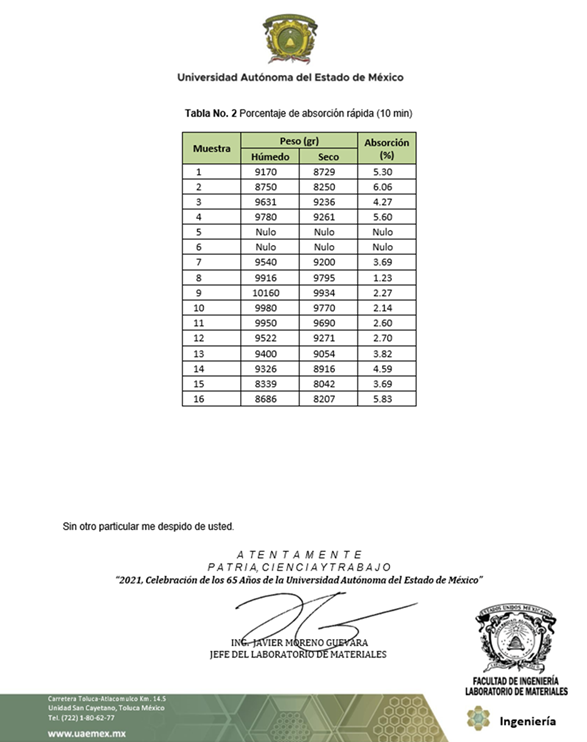 Universidad Autónoma del Estado de México
Tabla No. 2 Porcentaje de absorción rápida (10 min)
Muestra Peso (gr) Absorción (%)
Húmedo Seco
1 9170 8729 5.30
2 8750 8250 6.06
3 9631 9236 4.27
4 9780 9261 5.60
5 Nulo Nulo Nulo
6 Nulo Nulo Nulo
7 9540 9200 3.69
8 9916 9795 1.23
9 10160 9934 2.27
10 9980 9770 2.14
11 9950 9690 2.60
12 9522 9271 2.70
13 9400 9054 3.82
14 9326 8916 4.59
15 8339 8042 3.69
16 8686 8207 5.83
Sin otro particular me despido de usted.
A T E N T A M E N T E
P A T R I A, C I E N C I A Y T R A B A J O
"2021, Celebración de los 65 Años de la Universidad Autónoma del Estado de México"
ING. JAVIER MORENO GUEVARA
JEFE DEL LABORATORIO DE MATERIALES
ESTADOS UNIDOS MEXICANOS
FACULTAD DE INGENIERÍA
LABORATORIO DE MATERIALES
Carretera Toluca-Atlacomulco Km. 14.5
Unidad San Cayetano, Toluca México
Tel. (722) 1-80-62-77
www.uaemex.mx
Ingeniería